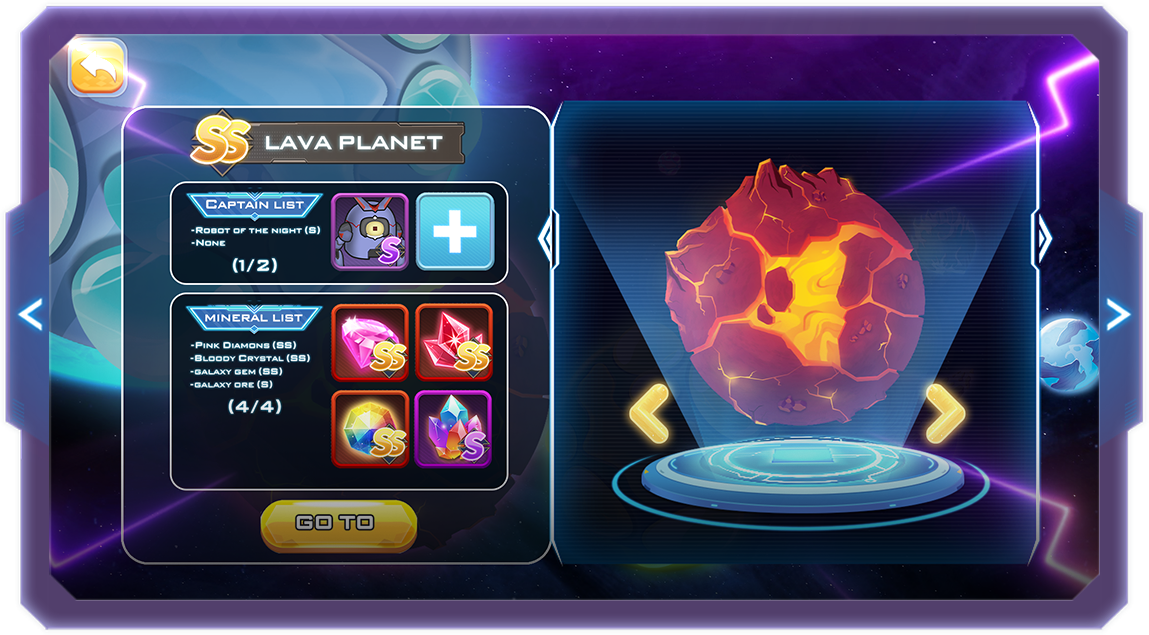 SS LAVA PLANET
CAPTAIN LIST
-ROBOT OF THE NIGHT (S)
-NONE
(1/2)
S
MINERAL LIST
-PINK DIAMONS (SS)
-BLOODY CRYSTAL (SS)
-GALAXY GEM (SS)
-GALAXY ORE (S)
(4/4)
SS SS
SS S
GO TO